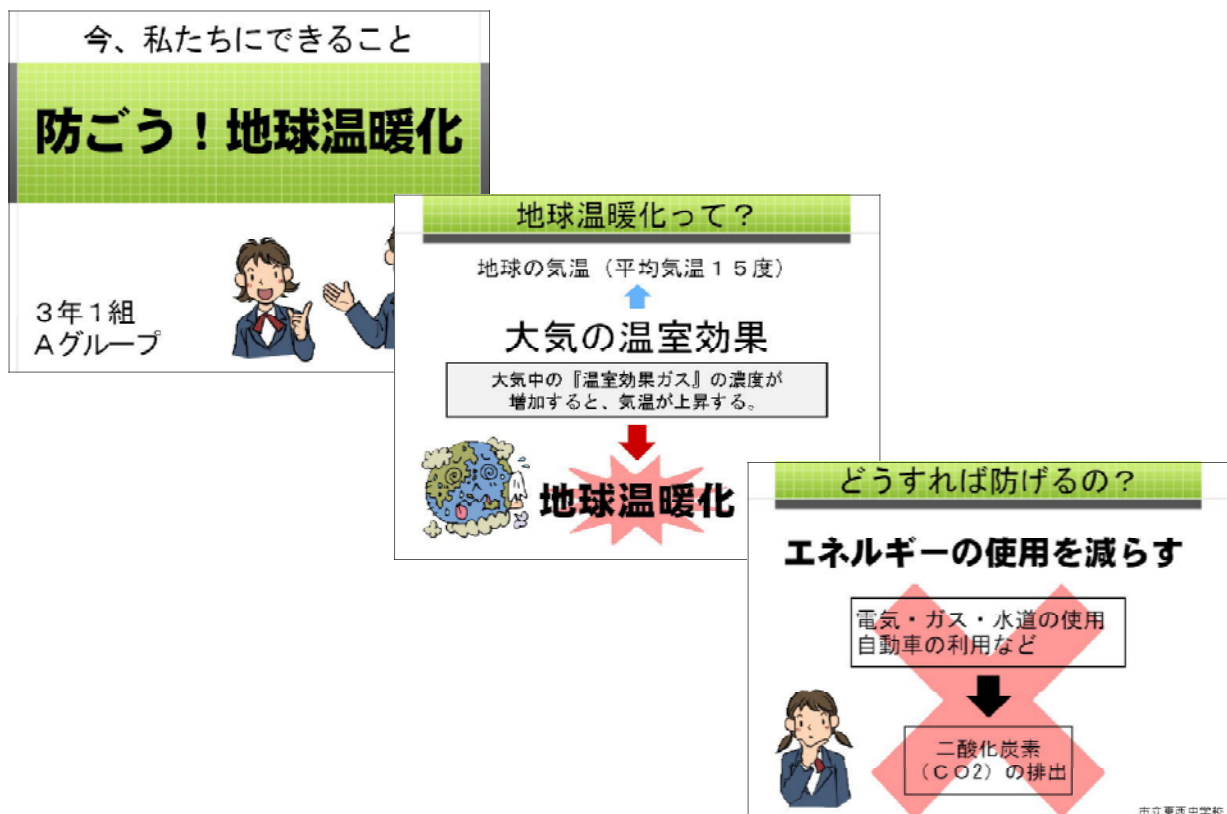 今、私たちにできること
防ごう！地球温暖化
３年１組
Ａグループ
地球温暖化って？
地球の気温（平均気温１５度）
大気の温室効果
大気中の『温室効果ガス』の濃度が
増加すると、気温が上昇する。
地球温暖化
どうすれば防げるの？
エネルギーの使用を減らす
電気・ガス・水道の使用
自動車の利用など
二酸化炭素
（ＣＯ2）の排出